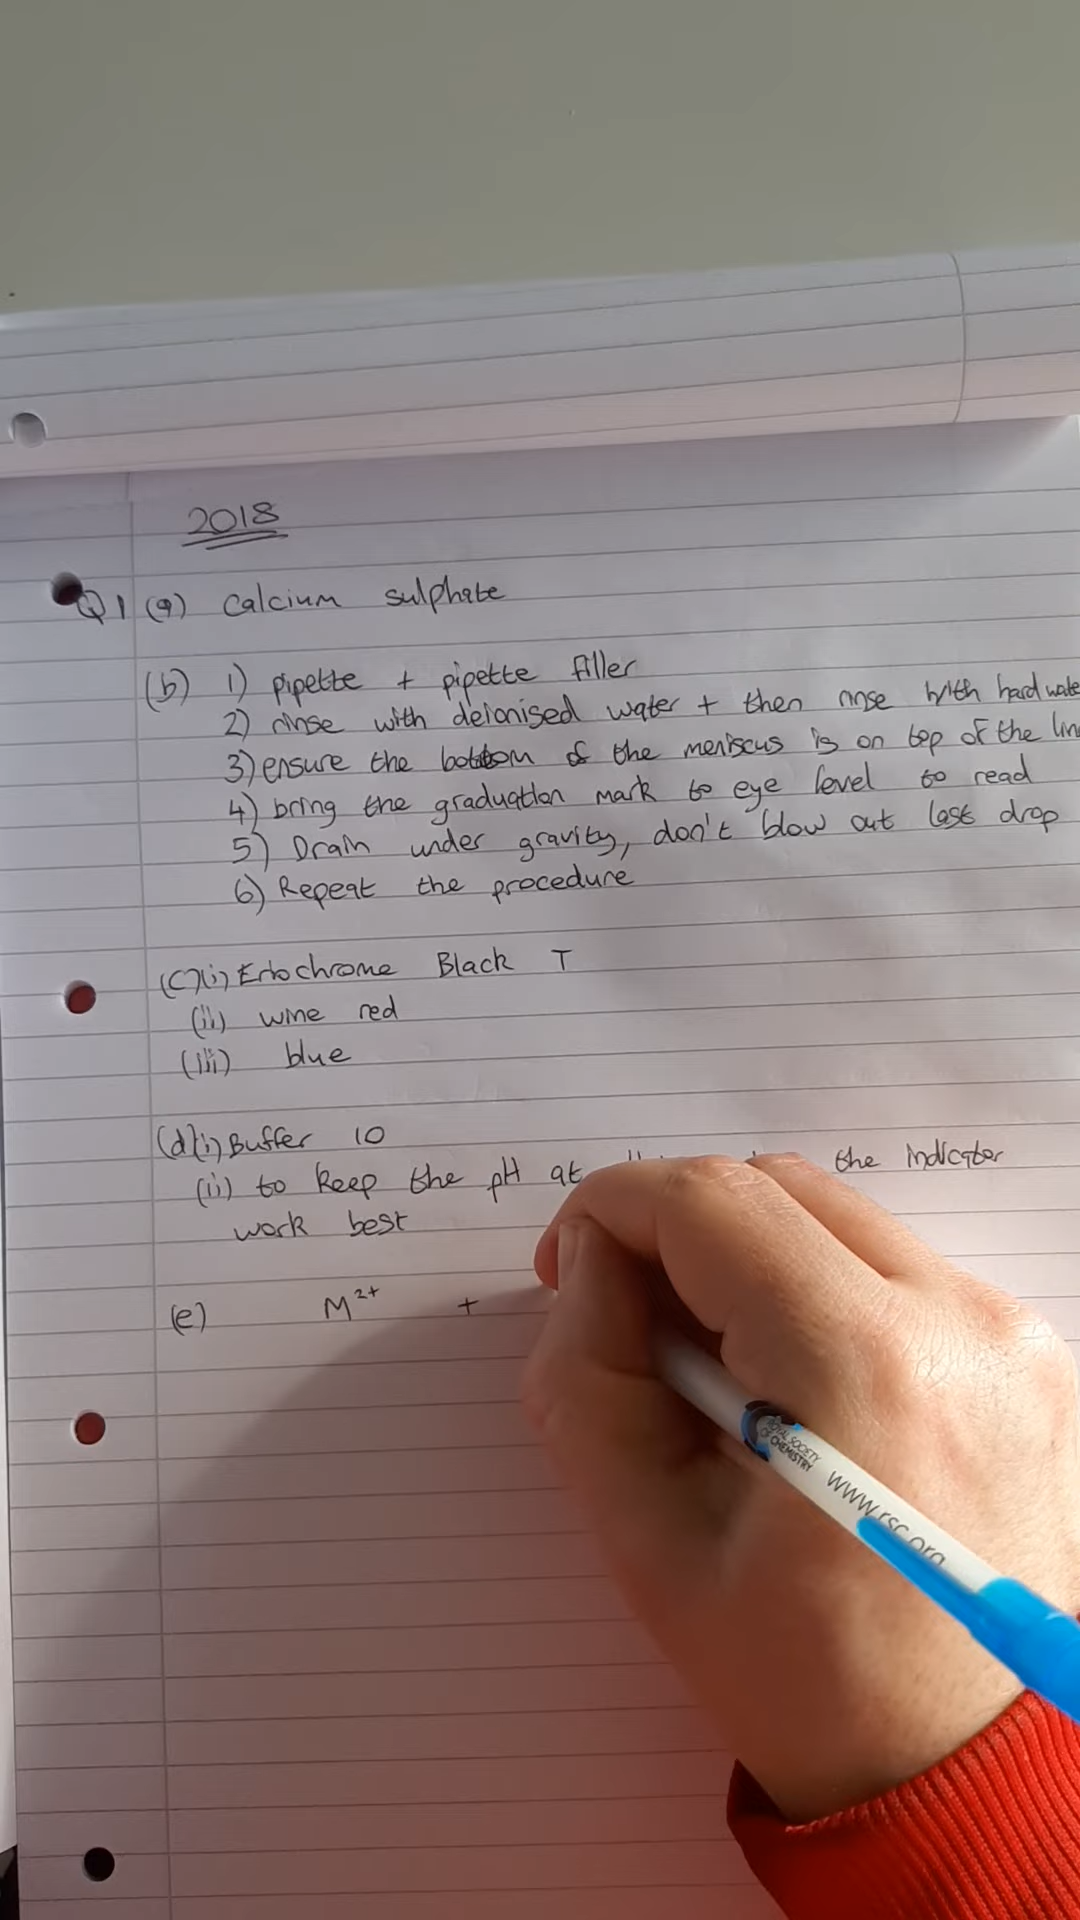 2018
Q1 (a) Calcium sulphate
(b) 1) pipette + pipette filler
2) rinse with deionised water + then rinse with hard wate
3) ensure the bottom of the meniscus is on top of the lin
4) bring the graduation mark to eye level to read
5) Drain under gravity, don't blow out last drop
6) Repeat the procedure
(C)(i) Eriochrome Black T
(ii) wine red
(iii) blue
(d)(i) Buffer 10
(ii) to keep the pH at the indicator
work best
(e) M²⁺ +
ROYAL SOCIETY
OF CHEMISTRY
www.rsc.org